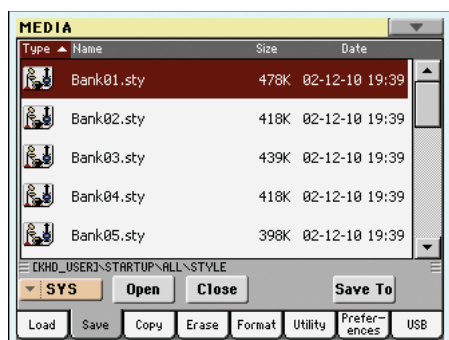 MEDIA
Type Name Size Date
Bank01.sty 478K 02-12-10 19:39
Bank02.sty 418K 02-12-10 19:39
Bank03.sty 439K 02-12-10 19:39
Bank04.sty 418K 02-12-10 19:39
Bank05.sty 398K 02-12-10 19:39
[KHD_USER]\STARTUP\ALL\STYLE
SYS Open Close Save To
Load Save Copy Erase Format Utility Prefer-
ences USB